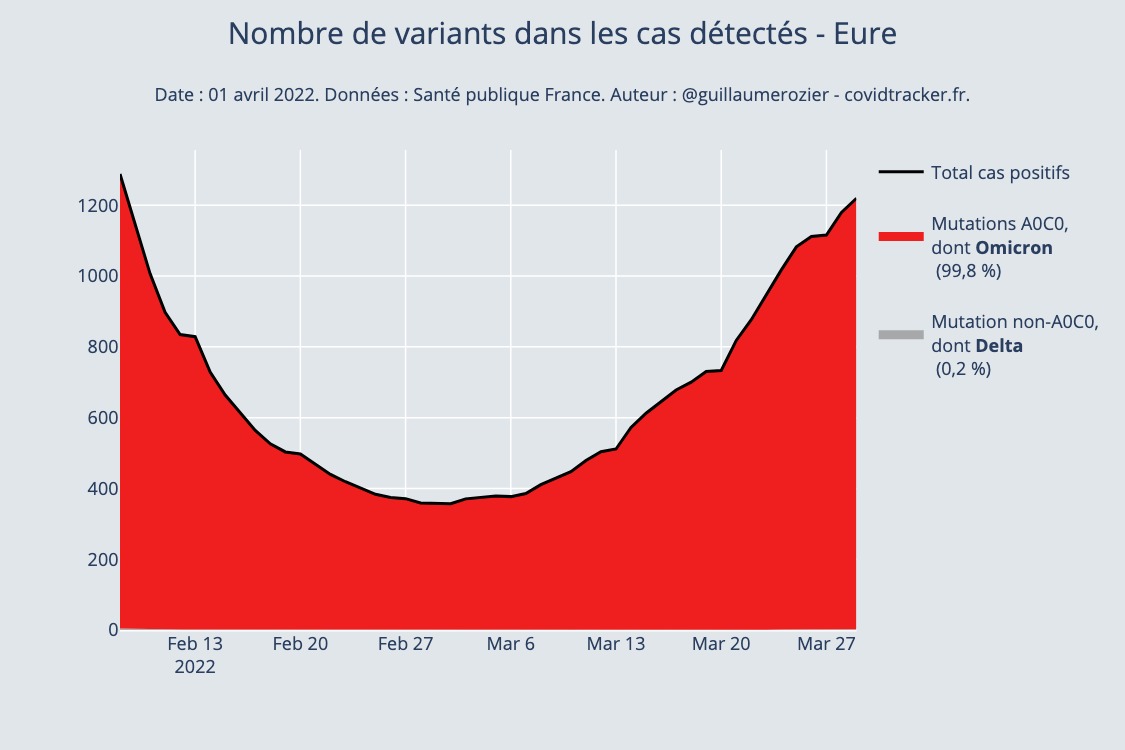 Nombre de variants dans les cas détectés - Eure
Date : 01 avril 2022. Données : Santé publique France. Auteur : @guillaumerozier - covidtracker.fr.
Total cas positifs
Mutations A0C0,
dont Omicron
(99,8 %)
Mutation non-A0C0,
dont Delta
(0,2 %)
1200
1000
800
600
400
200
0
Feb 13 Feb 20 Feb 27 Mar 6 Mar 13 Mar 20 Mar 27
2022